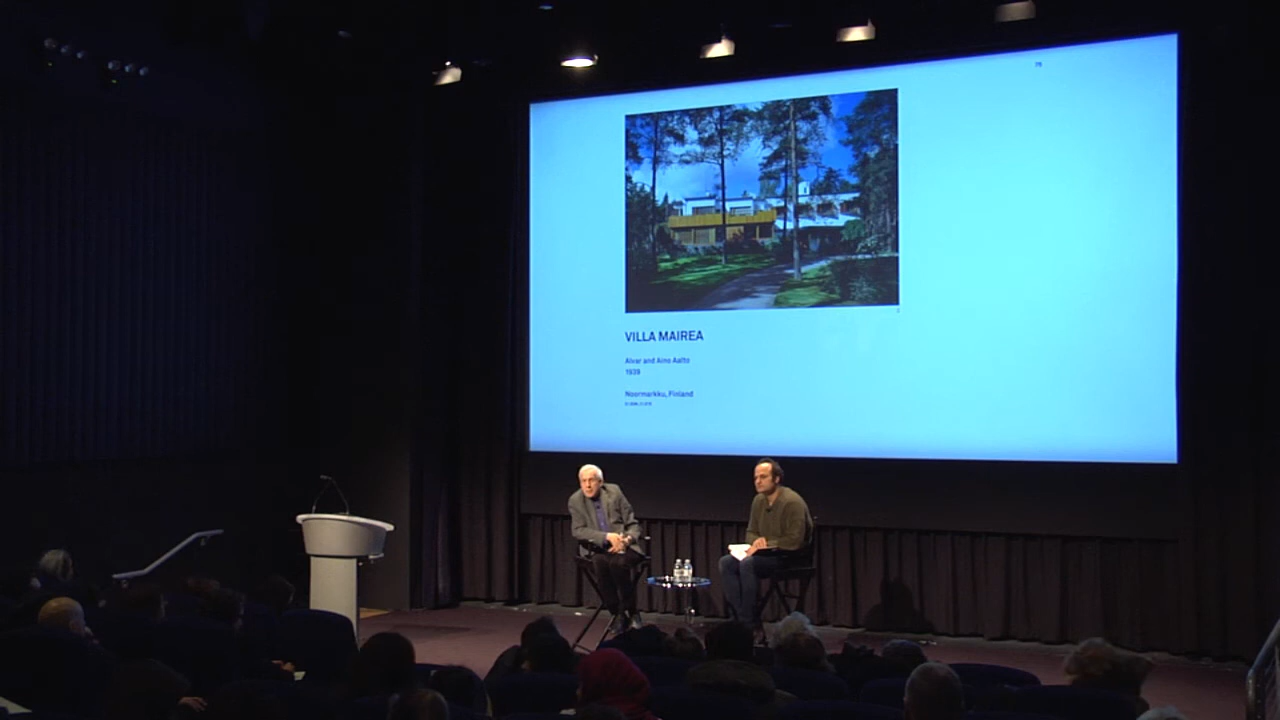 VILLA MAIREA
Alvar and Aino Aalto
1939
Noormarkku, Finland